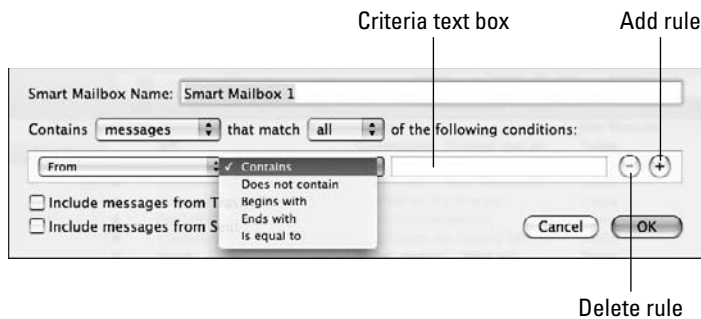 Criteria text box Add rule
Smart Mailbox Name: Smart Mailbox 1
Contains messages that match all of the following conditions:
From ✓ Contains
Does not contain
Begins with
Ends with
Is equal to
Include messages from
Include messages from
Cancel OK
Delete rule